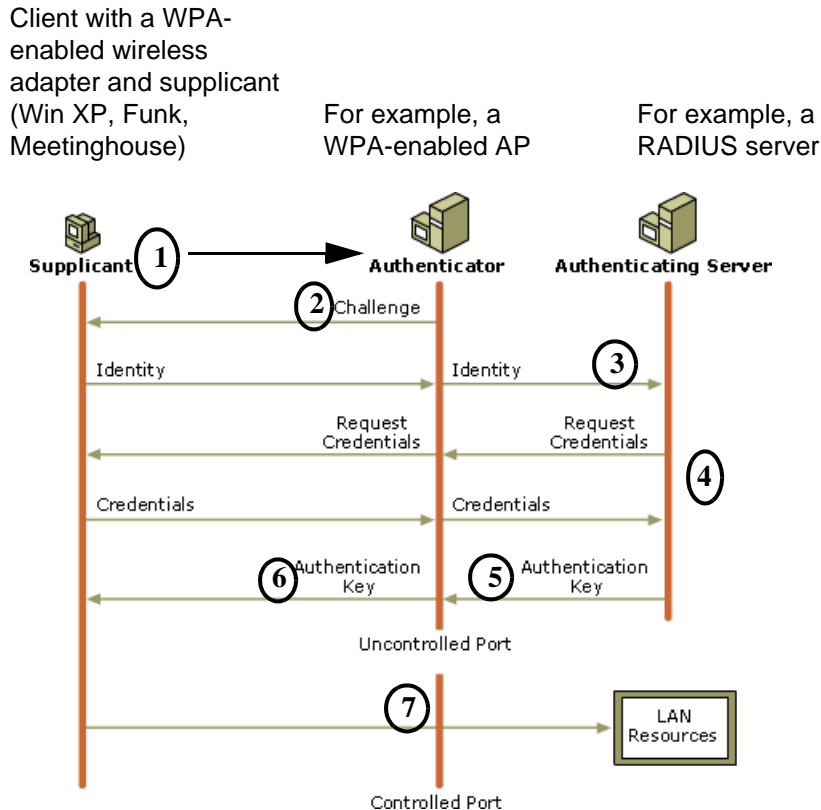 Client with a WPA-
enabled wireless
adapter and supplicant
(Win XP, Funk,
Meetinghouse)
For example, a
WPA-enabled AP
For example, a
RADIUS server
Supplicant
1
Authenticator
Authenticating Server
2
Challenge
Identity
Identity
3
Request
Credentials
Request
Credentials
4
Credentials
Credentials
6
Authentication
Key
5
Authentication
Key
Uncontrolled Port
7
LAN
Resources
Controlled Port